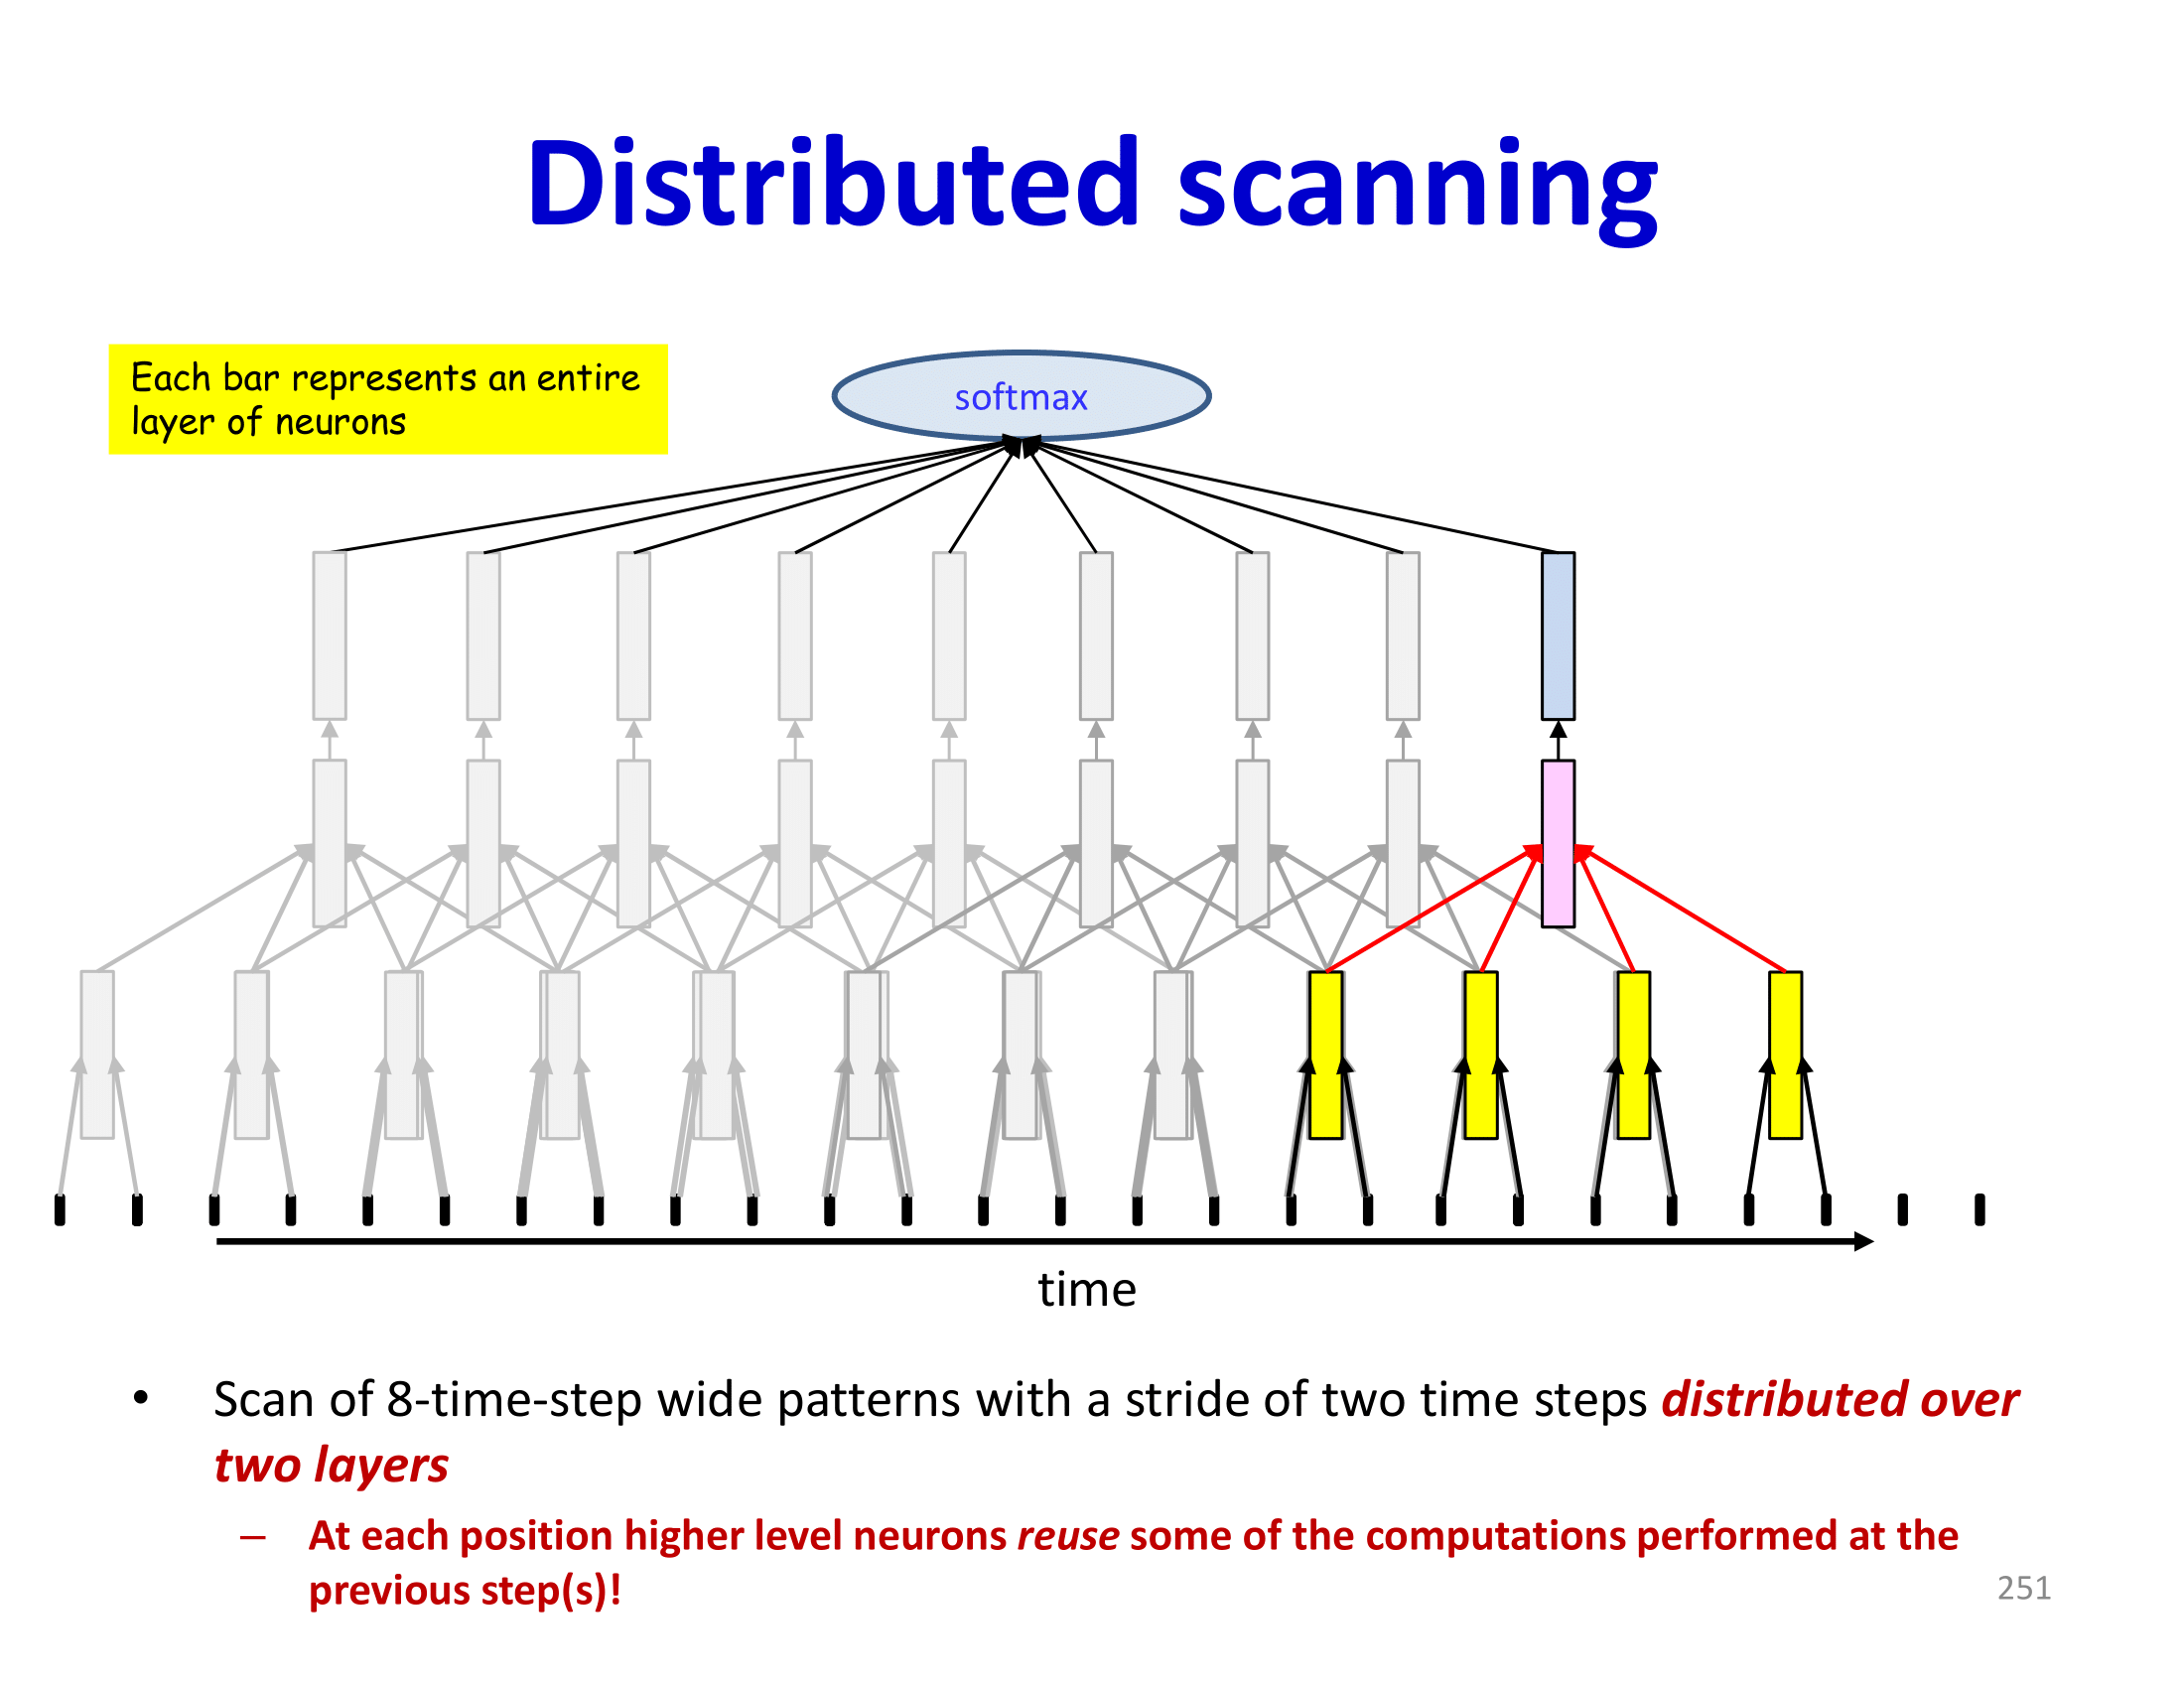 Distributed scanning
Each bar represents an entire
layer of neurons
softmax
time
• Scan of 8-time-step wide patterns with a stride of two time steps distributed over
two layers
– At each position higher level neurons reuse some of the computations performed at the
previous step(s)!
251